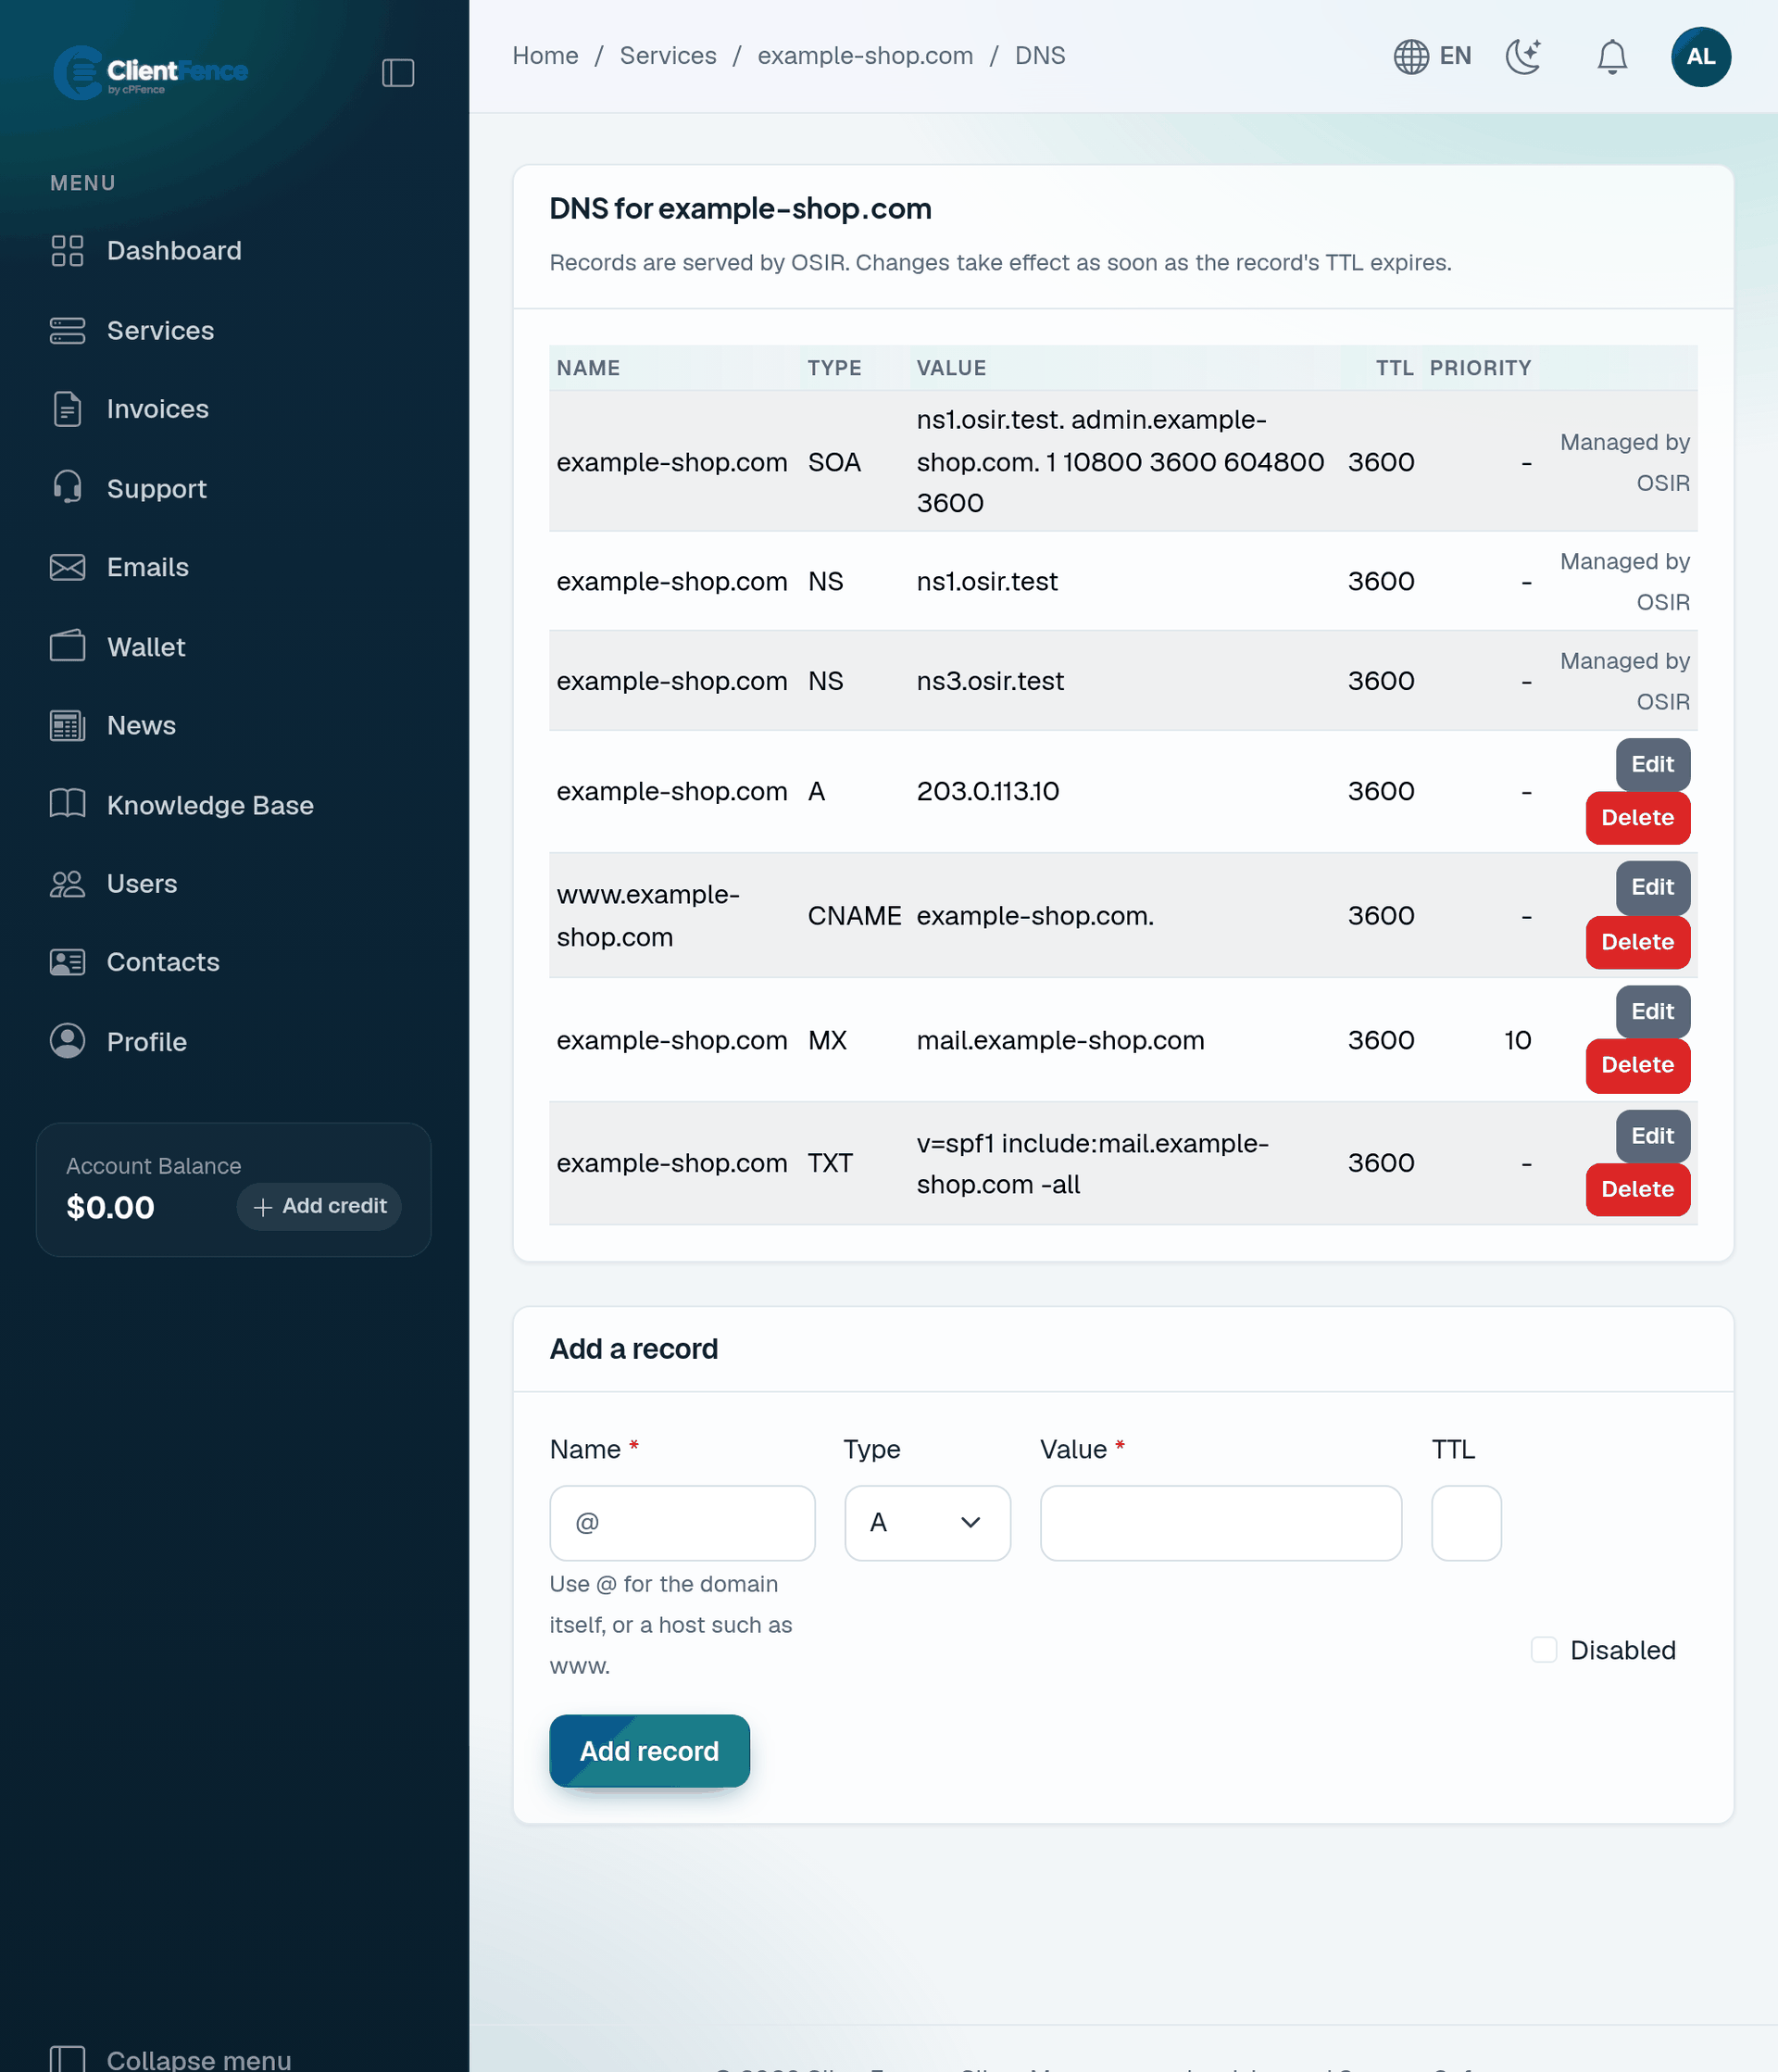 ClientFence
by cPFence
Home / Services / example-shop.com / DNS
EN
AL
MENU
Dashboard
Services
Invoices
Support
Emails
Wallet
News
Knowledge Base
Users
Contacts
Profile
Account Balance
$0.00
Add credit
Collapse menu
DNS for example-shop.com
Records are served by OSIR. Changes take effect as soon as the record's TTL expires.
NAME TYPE VALUE TTL PRIORITY
example-shop.com SOA ns1.osir.test. admin.example-
shop.com. 1 10800 3600 604800
3600
3600 - Managed by
OSIR
example-shop.com NS ns1.osir.test 3600 - Managed by
OSIR
example-shop.com NS ns3.osir.test 3600 - Managed by
OSIR
example-shop.com A 203.0.113.10 3600 - Edit
Delete
www.example-
shop.com
CNAME example-shop.com. 3600 - Edit
Delete
example-shop.com MX mail.example-shop.com 3600 10 Edit
Delete
example-shop.com TXT v=spf1 include:mail.example-
shop.com -all
3600 - Edit
Delete
Add a record
Name * Type Value * TTL
@ A
Use @ for the domain
itself, or a host such as
www.
Disabled
Add record